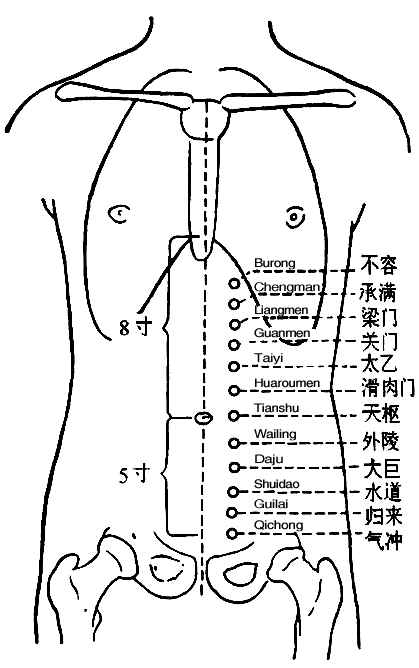 Burong 不容
Chengman 承满
Liangmen 梁门
Guanmen 关门
8寸
Taiyi 太乙
Huaroumen 滑肉门
Tianshu 天枢
Wailing 外陵
Daju 大巨
5寸
Shuidao 水道
Guilai 归来
Qichong 气冲